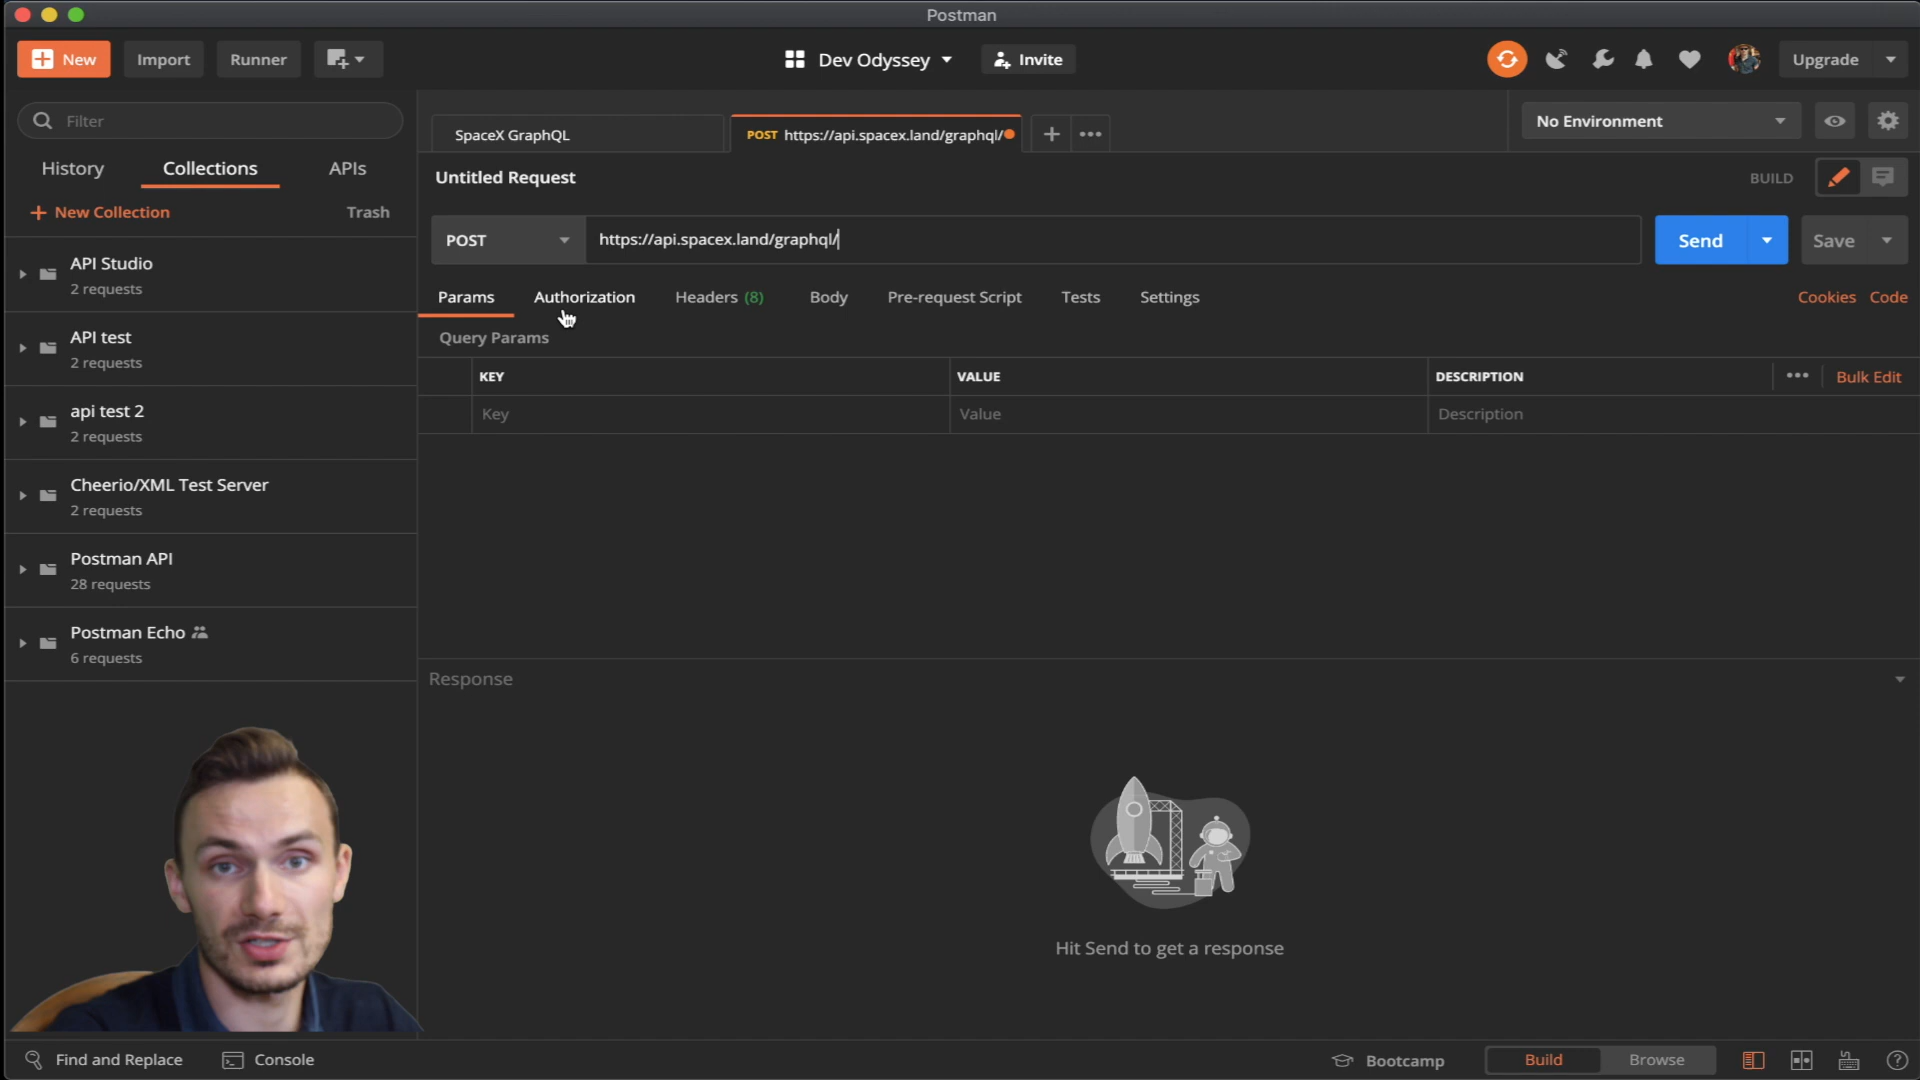 Postman
New
Import
Runner
Dev Odyssey
Invite
Upgrade
Filter
History
Collections
APIs
New Collection
Trash
API Studio
2 requests
API test
2 requests
api test 2
2 requests
Cheerio/XML Test Server
2 requests
Postman API
28 requests
Postman Echo
6 requests
SpaceX GraphQL
POST https://api.spacex.land/graphql/
No Environment
Untitled Request
BUILD
POST
https://api.spacex.land/graphql/
Send
Save
Params
Authorization
Headers (8)
Body
Pre-request Script
Tests
Settings
Cookies
Code
Query Params
KEY
VALUE
DESCRIPTION
Bulk Edit
Key
Value
Description
Response
Hit Send to get a response
Find and Replace
Console
Bootcamp
Build
Browse